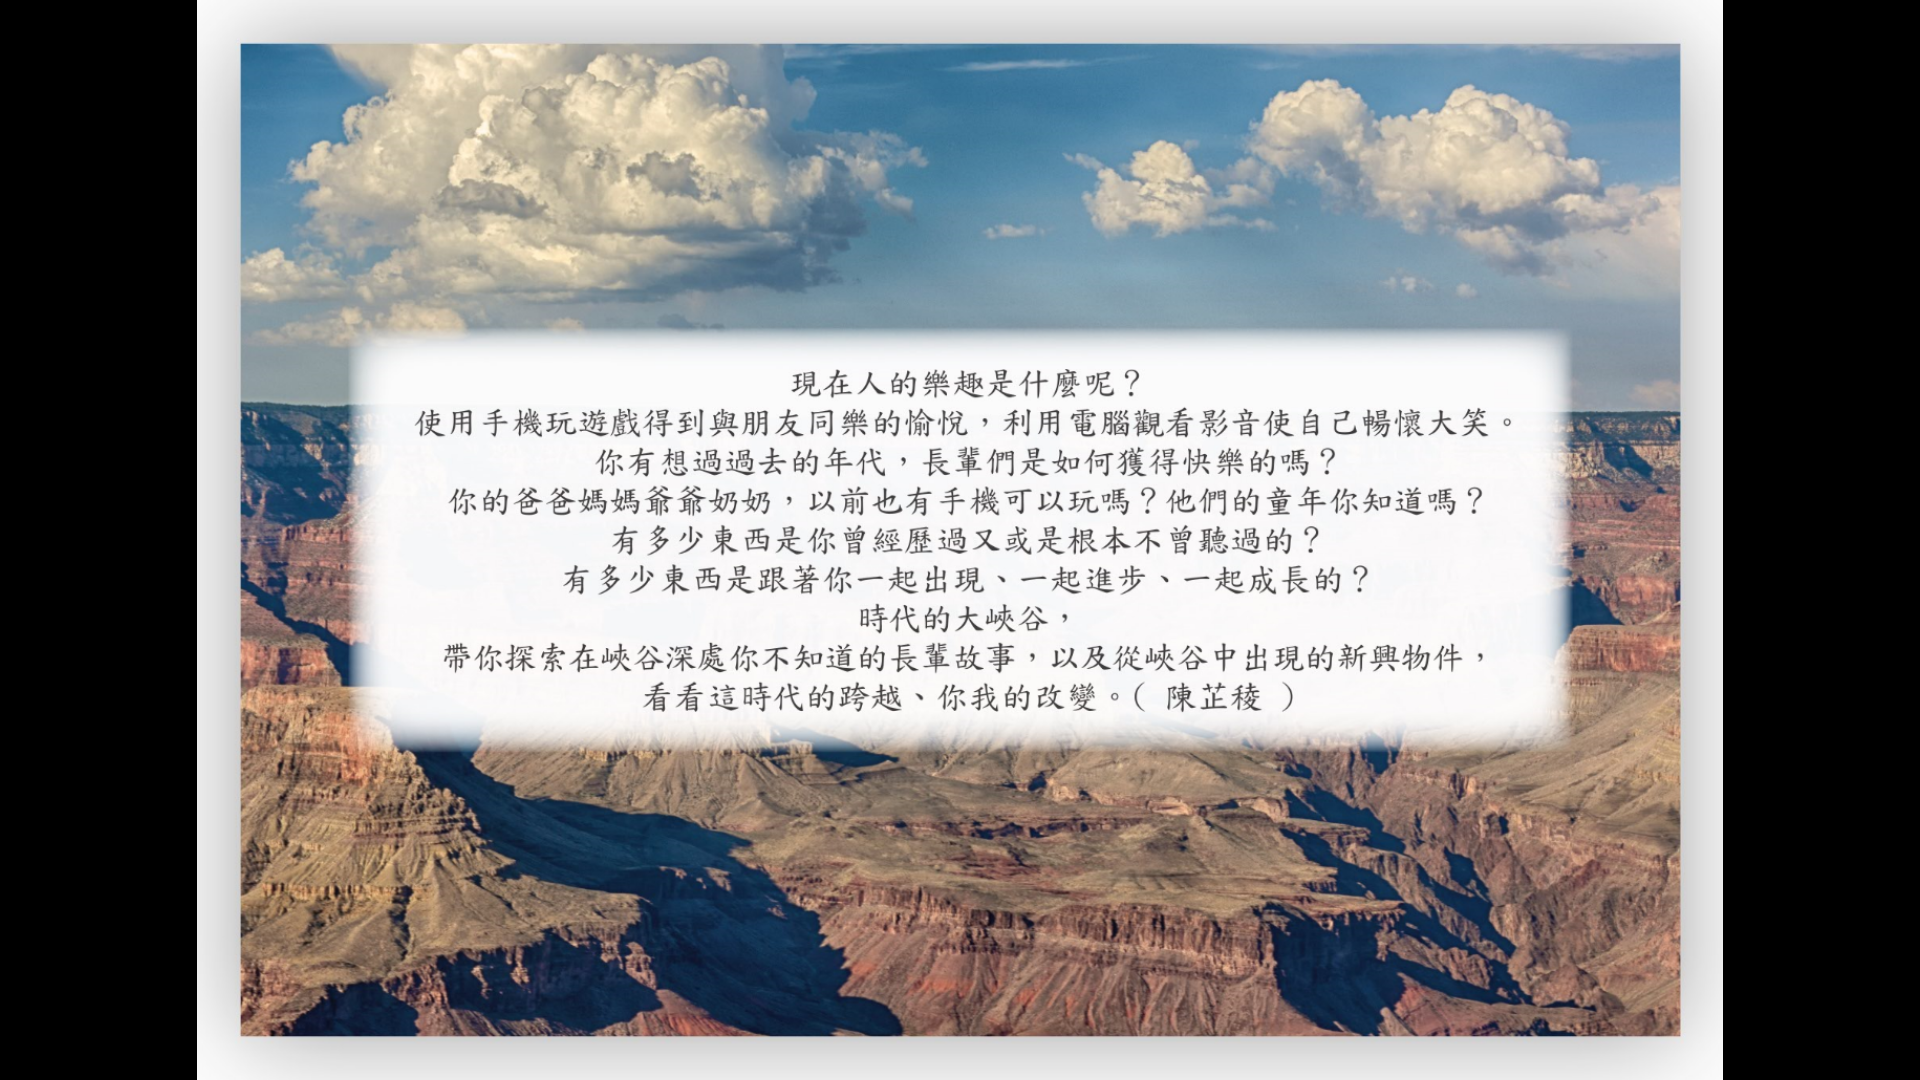 現在人的樂趣是什麼呢？
使用手機玩遊戲得到與朋友同樂的愉悅，利用電腦觀看影音使自己暢懷大笑。
你有想過過去的年代，長輩們是如何獲得快樂的嗎？
你的爸爸媽媽爺爺奶奶，以前也有手機可以玩嗎？他們的童年你知道嗎？
有多少東西是你曾經歷過又或是根本不曾聽過的？
有多少東西是跟著你一起出現、一起進步、一起成長的？
時代的大峽谷，
帶你探索在峽谷深處你不知道的長輩故事，以及從峽谷中出現的新興物件，
看看這時代的跨越、你我的改變。( 陳芷稜 )